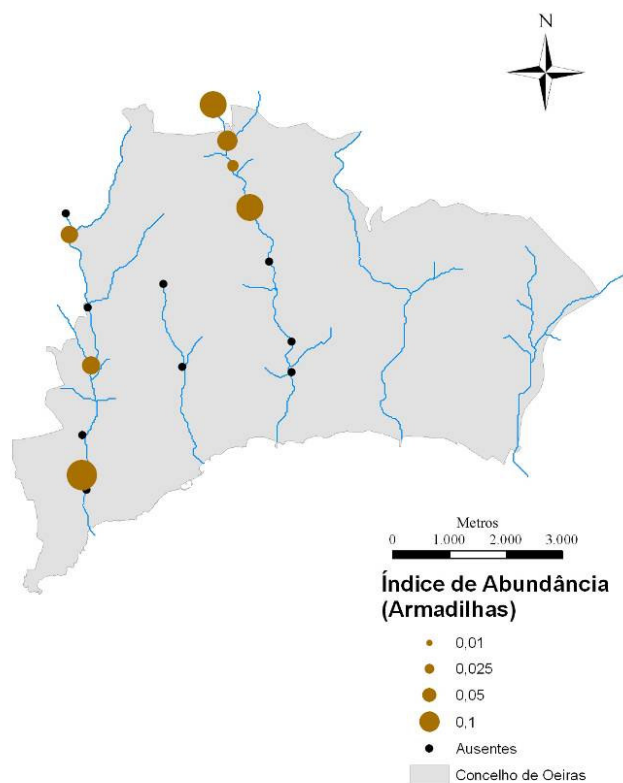 N
Metros
0 1.000 2.000 3.000
Índice de Abundância
(Armadilhas)
0,01
0,025
0,05
0,1
Ausentes
Concelho de Oeiras